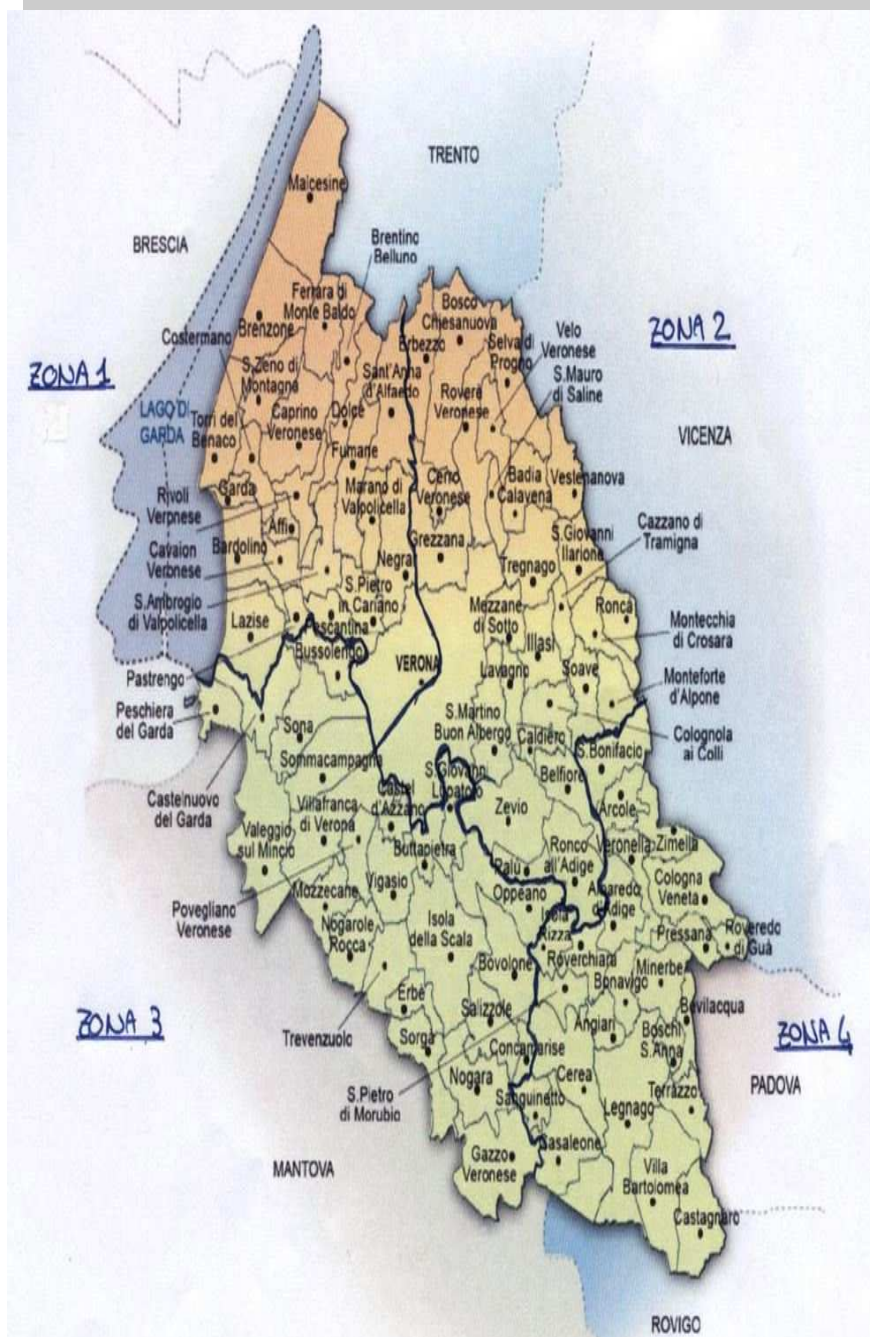 TRENTO
Malcesine
BRESCIA
Brentino
Belluno
Ferrara di
Monte Baldo
Bosco
Chiesanuova
Costermano
Brenzone
Erbezzo
Selva di
Progno
Velo
Veronese
ZONA 2
ZONA 1
S.Zeno di
Montagna
Sant'Anna
d'Alfaedo
S.Mauro
di Saline
LAGO DI
GARDA
Torri del
Benaco
Caprino
Veronese
Dolcè
Roverè
Veronese
VICENZA
Fumane
Garda
Marano di
Valpolicella
Cerro
Veronese
Badia
Calavena
Vestenanova
Rivoli
Verpnese
Affi
Cazzano di
Tramigna
Cavaion
Verbnese
Bardolino
Negra
Grezzana
S.Giovanni
Ilarione
Tregnago
S.Ambrogio
di Valpolicella
S.Pietro
in Cariano
Lazise
Pescantina
Mezzane
di Sotto
Roncà
Montecchia
di Crosara
Pastrengo
Bussolengo
VERONA
Illasi
Lavagno
Soave
Monteforte
d'Alpone
Peschiera
del Garda
Sona
S.Martino
Buon Albergo
Caldiero
Colognola
ai Colli
Sommacampagna
S.Giovanni
Lupatoto
S.Bonifacio
Belfiore
Castelnuovo
del Garda
Villafranca
di Verona
Castel
d'Azzano
Zevio
Arcole
Valeggio
sul Mincio
Buttapietra
Ronco
all'Adige
Veronella
Zimella
Povegliano
Veronese
Mozzecane
Vigasio
Palù
Oppeano
Albaredo
d'Adige
Cologna
Veneta
Nogarole
Rocca
Isola
della Scala
Isola
Rizza
Roverchiara
Pressana
Roveredo
di Guà
Bovolone
Bonavigo
Minerbe
Erbè
Trevenzuolo
Salizzole
Angiari
Bevilacqua
ZONA 3
Sorgà
Boschi
S.Anna
ZONA 4
Concamarise
S.Pietro
di Morubio
Nogara
Cerea
Terrazzo
PADOVA
Sanguinetto
Legnago
MANTOVA
Gazzo
Veronese
Casaleone
Villa
Bartolomea
Castagnaro
ROVIGO